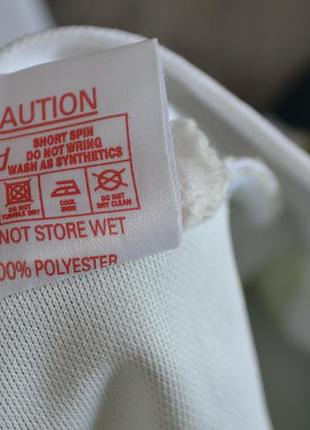 AUTION
SHORT SPIN
DO NOT WRING
WASH AS SYNTHETICS
DO NOT TUMBLE DRY
COOL IRON
DO NOT DRY CLEAN
NOT STORE WET
00% POLYESTER